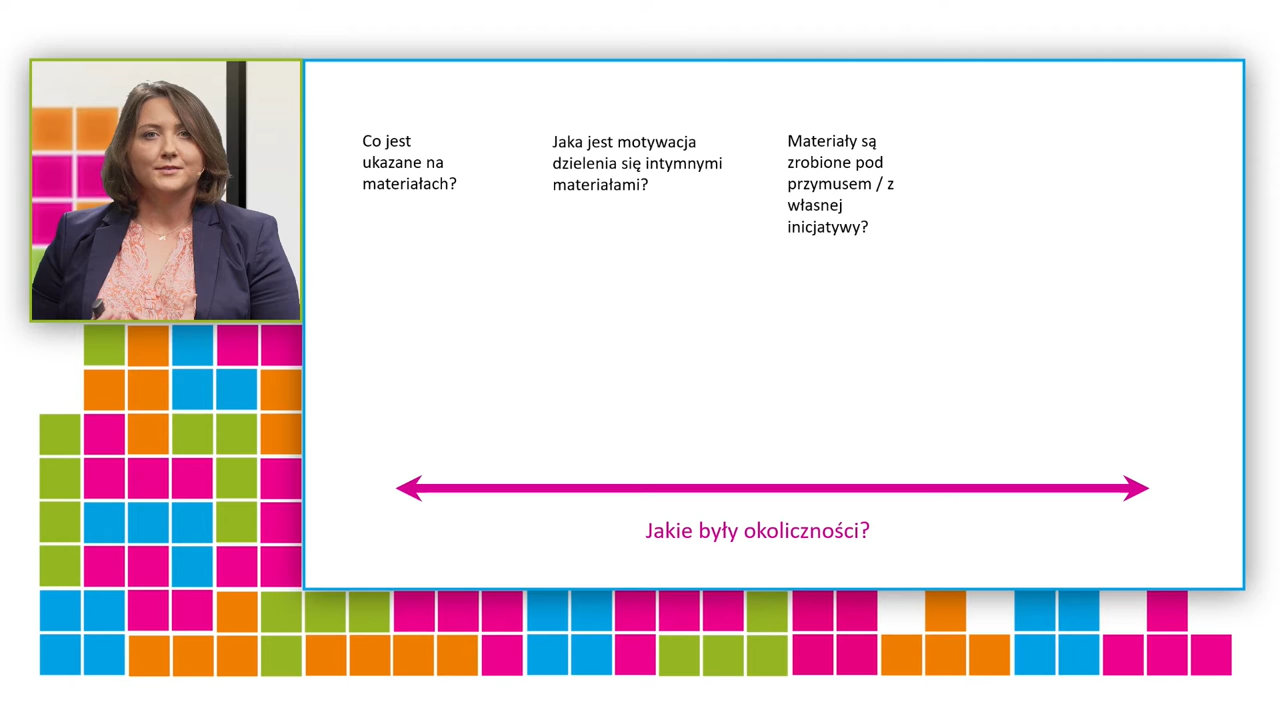 Co jest
ukazane na
materiałach?
Jaka jest motywacja
dzielenia się intymnymi
materiałami?
Materiały są
zrobione pod
przymusem / z
własnej
inicjatywy?
Jakie były okoliczności?